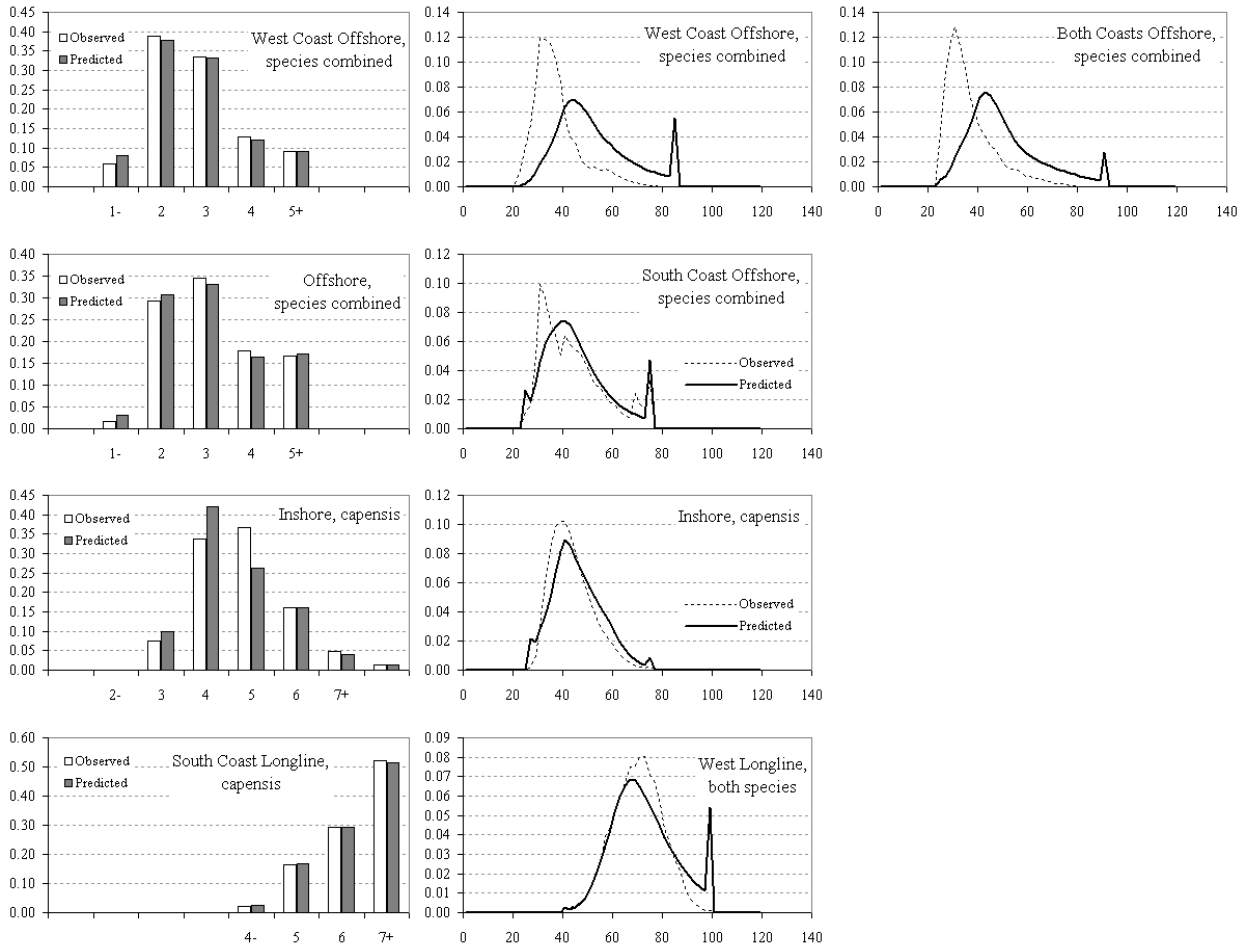 0.45
0.40
0.35
0.30
0.25
0.20
0.15
0.10
0.05
0.00
Observed
Predicted
West Coast Offshore,
species combined
1- 2 3 4 5+
0.14
0.12
0.10
0.08
0.06
0.04
0.02
0.00
West Coast Offshore,
species combined
0 20 40 60 80 100 120 140
0.14
0.12
0.10
0.08
0.06
0.04
0.02
0.00
Both Coasts Offshore,
species combined
0 20 40 60 80 100 120 140
0.40
0.35
0.30
0.25
0.20
0.15
0.10
0.05
0.00
Observed
Predicted
Offshore,
species combined
1- 2 3 4 5+
0.12
0.10
0.08
0.06
0.04
0.02
0.00
South Coast Offshore,
species combined
Observed
Predicted
0 20 40 60 80 100 120 140
0.45
0.40
0.35
0.30
0.25
0.20
0.15
0.10
0.05
0.00
Observed
Predicted
Inshore, capensis
2- 3 4 5 6 7+
0.12
0.10
0.08
0.06
0.04
0.02
0.00
Inshore, capensis
Observed
Predicted
0 20 40 60 80 100 120 140
0.60
0.50
0.40
0.30
0.20
0.10
0.00
Observed
Predicted
South Coast Longline,
capensis
4- 5 6 7+
0.09
0.08
0.07
0.06
0.05
0.04
0.03
0.02
0.01
0.00
West Longline,
both species
0 20 40 60 80 100 120 140